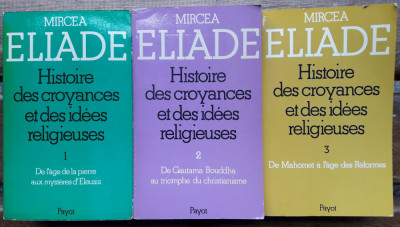 MIRCEA
ELIADE
Histoire
des croyances
et des idées
religieuses
1
De l'âge de la pierre
aux mystères d'Eleusis
Payot
MIRCEA
ELIADE
Histoire
des croyances
et des idées
religieuses
2
De Gautama Bouddha
au triomphe du christianisme
Payot
MIRCEA
ELIADE
Histoire
des croyances
et des idées
religieuses
3
De Mahomet à l'âge des Réformes
Payot